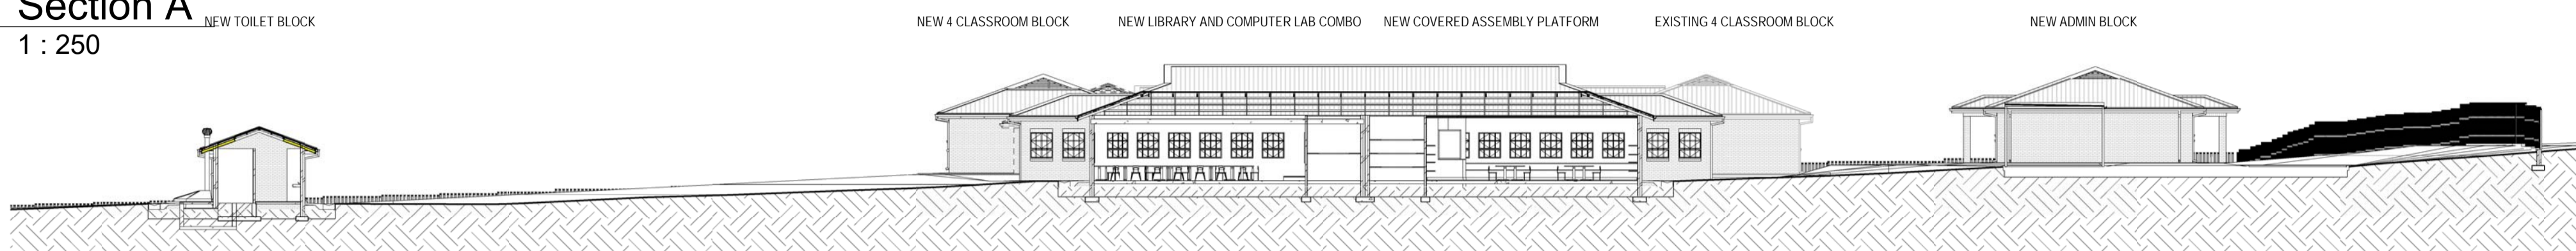 Section A
1 : 250
NEW TOILET BLOCK
NEW 4 CLASSROOM BLOCK
NEW LIBRARY AND COMPUTER LAB COMBO
NEW COVERED ASSEMBLY PLATFORM
EXISTING 4 CLASSROOM BLOCK
NEW ADMIN BLOCK